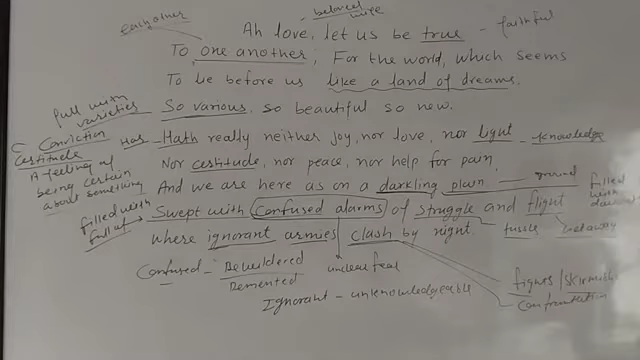 beloved wife
each other
Ah love, let us be true - faithful
To one another; For the world, which seems
To lie before us like a land of dreams.
full with varieties
So various, so beautiful so new.
C Conviction
Has - Hath really neither joy, nor love, nor light - knowledge
Certitude
Nor certitude, nor peace, nor help for pain,
A feeling of being certain about something
And we are here as on a darkling plain - ground
filled with
filled with full of
Swept with Confused alarms of struggle and flight
where ignorant armies clash by night. tussle getaway
Confused - Bewildered
Demented
unclear fear
Ignorant - unknowledgeable
fights / skirmish
confrontation